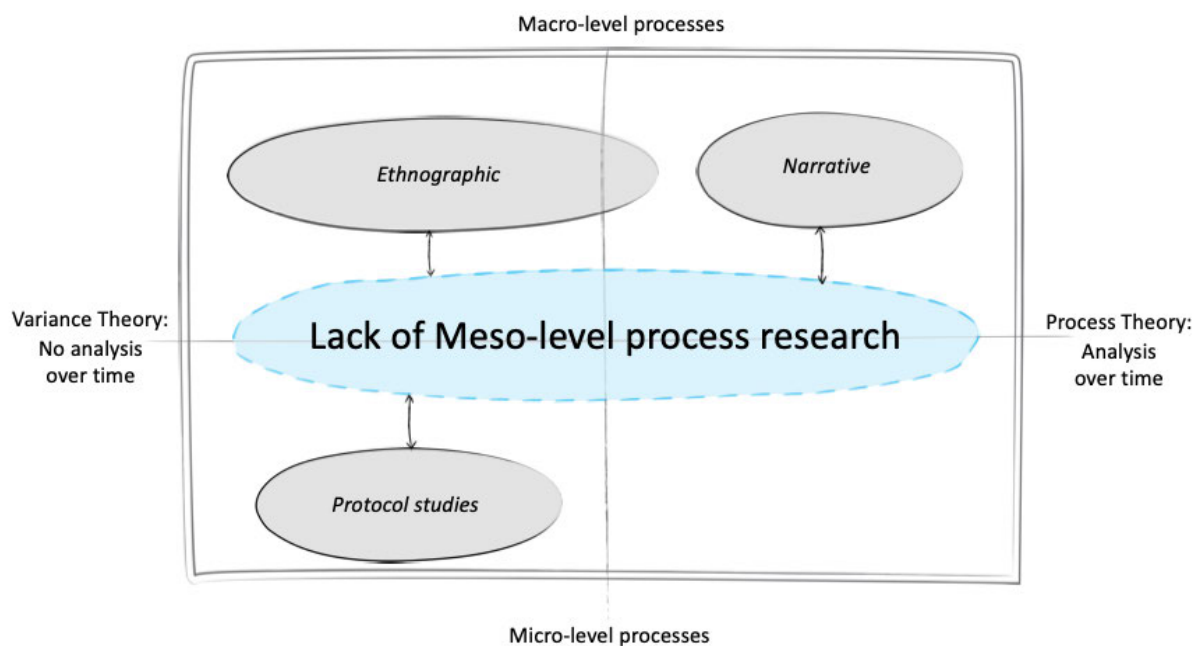 Macro-level processes
Ethnographic
Narrative
Variance Theory:
No analysis
over time
Lack of Meso-level process research
Process Theory:
Analysis
over time
Protocol studies
Micro-level processes